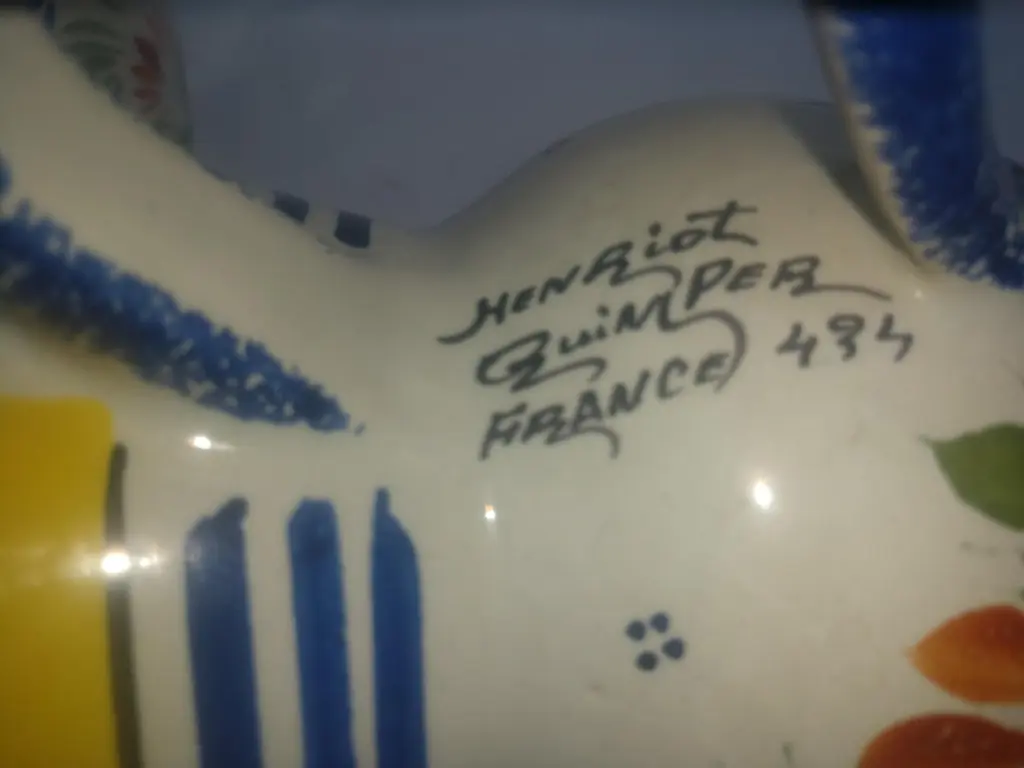 HENRiot
QuiMPER
FRANCE 434